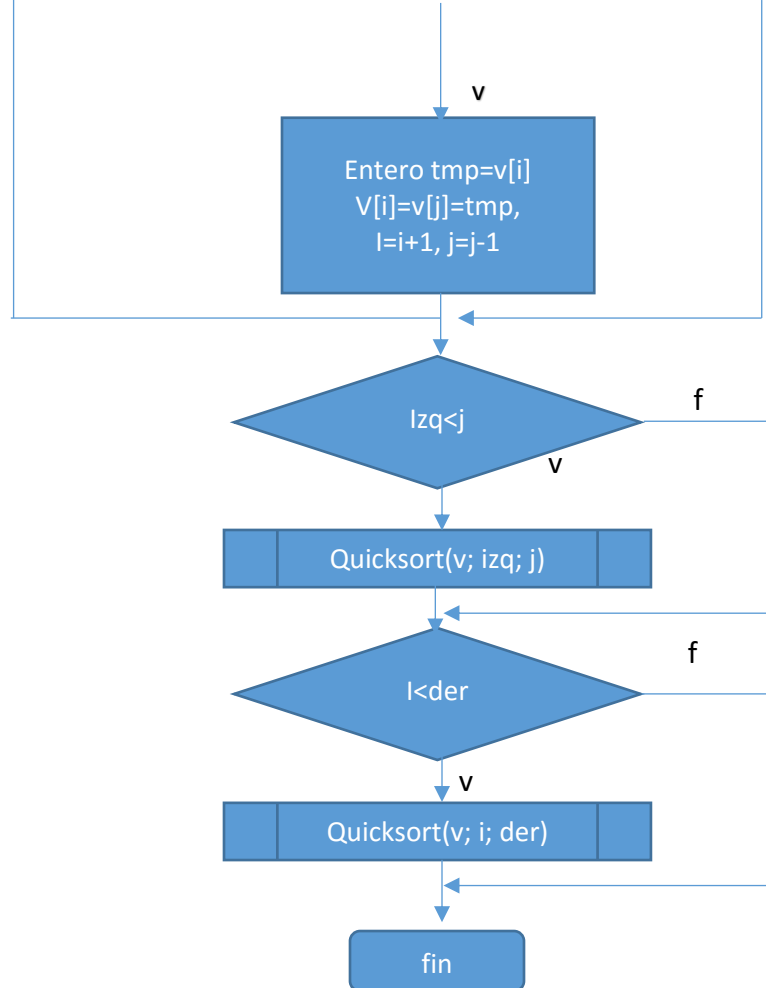 v
Entero tmp=v[i]
V[i]=v[j]=tmp,
I=i+1, j=j-1
Izq<j
f
v
Quicksort(v; izq; j)
f
I<der
v
Quicksort(v; i; der)
fin